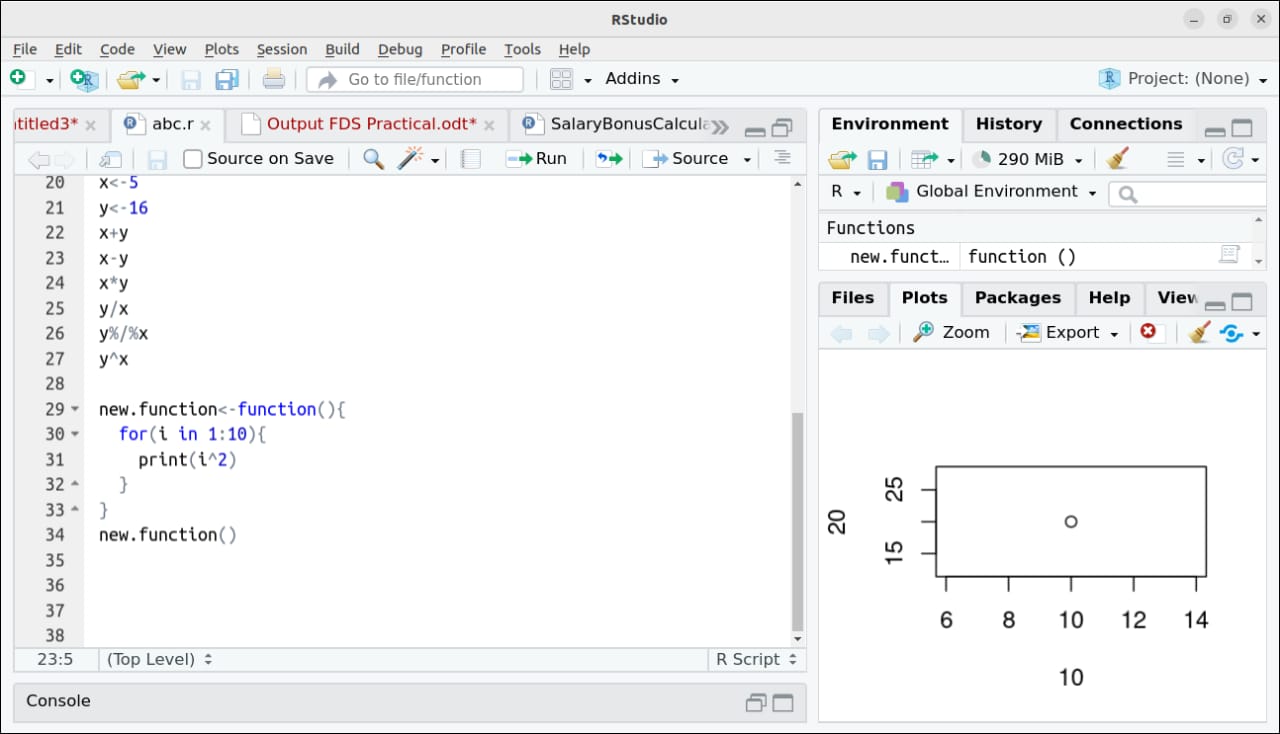 RStudio
File Edit Code View Plots Session Build Debug Profile Tools Help
Go to file/function Addins Project: (None)
ntitled3* abc.r Output FDS Practical.odt* SalaryBonusCalcula
Source on Save Run Source
20 x<-5
21 y<-16
22 x+y
23 x-y
24 x*y
25 y/x
26 y%/%x
27 y^x
28
29 new.function<-function(){
30 for(i in 1:10){
31 print(i^2)
32 }
33 }
34 new.function()
35
36
37
38
23:5 (Top Level) R Script
Console
Environment History Connections
290 MiB
R Global Environment
Functions
new.funct… function ()
Files Plots Packages Help View
Zoom Export
20
25
15
6 8 10 12 14
10